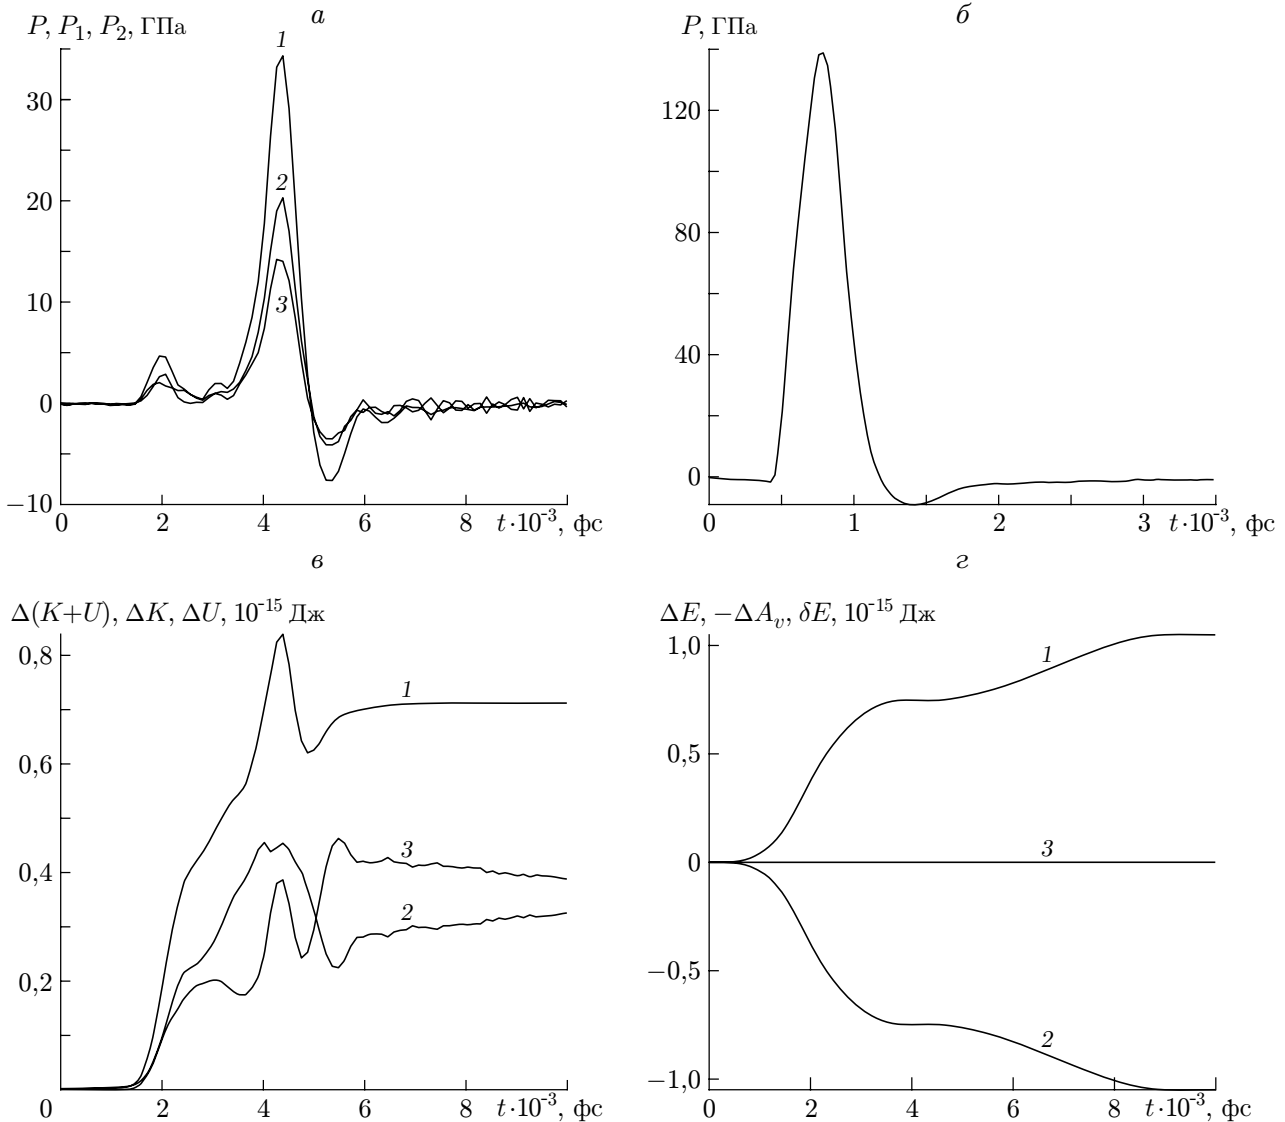 а
P, P₁, P₂, ГПа
1
30
2
20
3
10
0
−10
0 2 4 6 8 t·10⁻³, фс
б
P, ГПа
120
80
40
0
0 1 2 3 t·10⁻³, фс
в
Δ(K+U), ΔK, ΔU, 10⁻¹⁵ Дж
0,8
1
0,6
3
0,4
2
0,2
0 2 4 6 8 t·10⁻³, фс
г
ΔE, −ΔAᵥ, δE, 10⁻¹⁵ Дж
1,0
1
0,5
3
0
−0,5
2
−1,0
0 2 4 6 8 t·10⁻³, фс